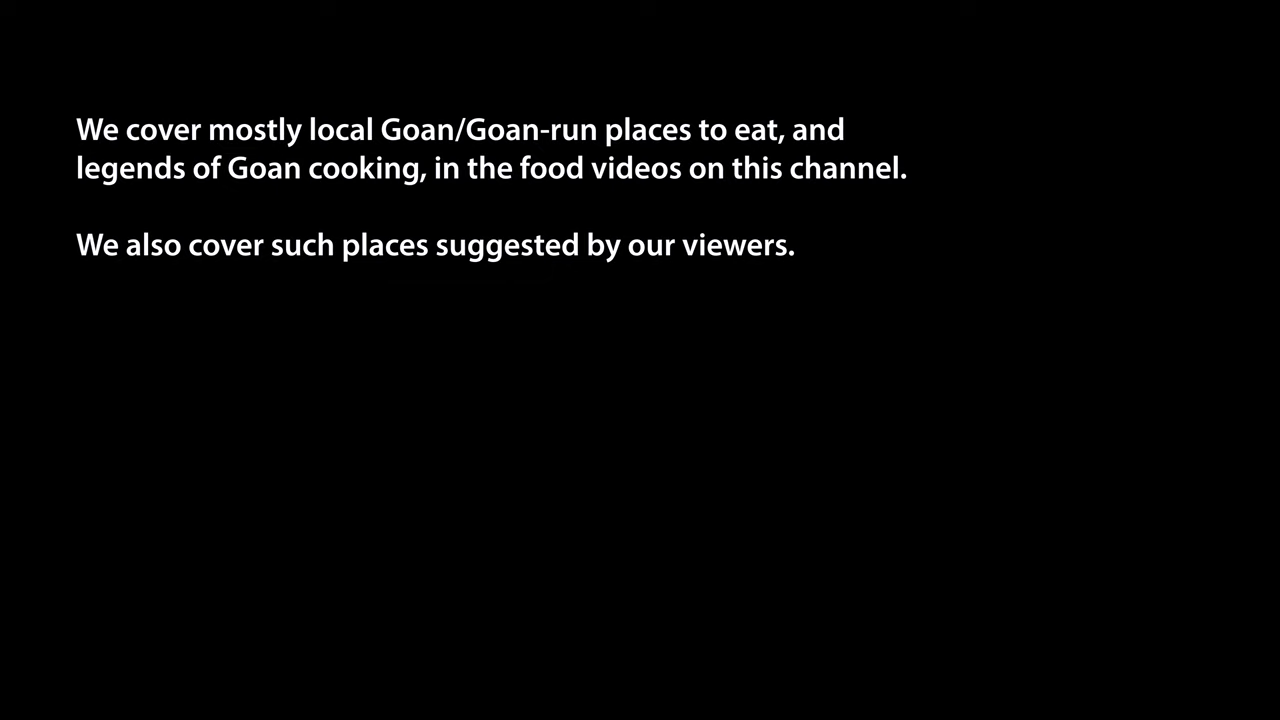 We cover mostly local Goan/Goan-run places to eat, and
legends of Goan cooking, in the food videos on this channel.
We also cover such places suggested by our viewers.